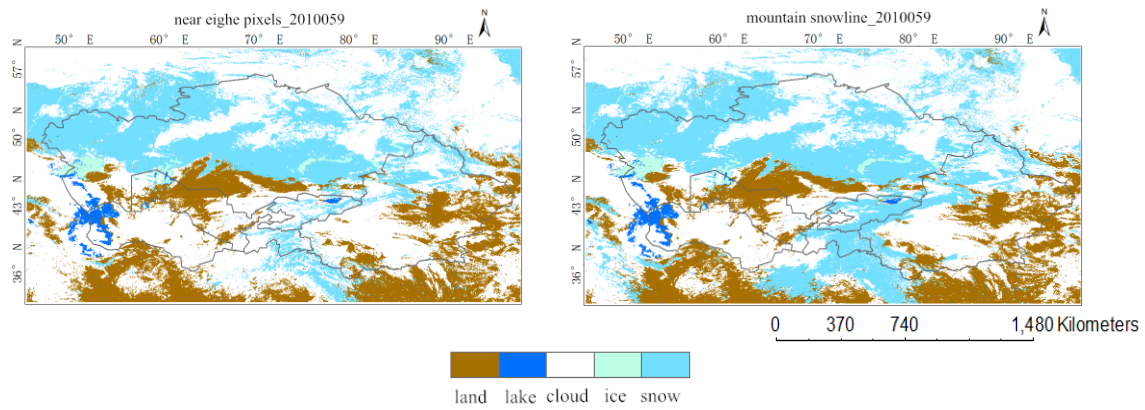 near eighe pixels_2010059
N
50° E 60° E 70° E 80° E 90° E
57° N
50° N
43° N
36° N
mountain snowline_2010059
N
50° E 60° E 70° E 80° E 90° E
57° N
50° N
43° N
36° N
0 370 740 1,480 Kilometers
land lake cloud ice snow